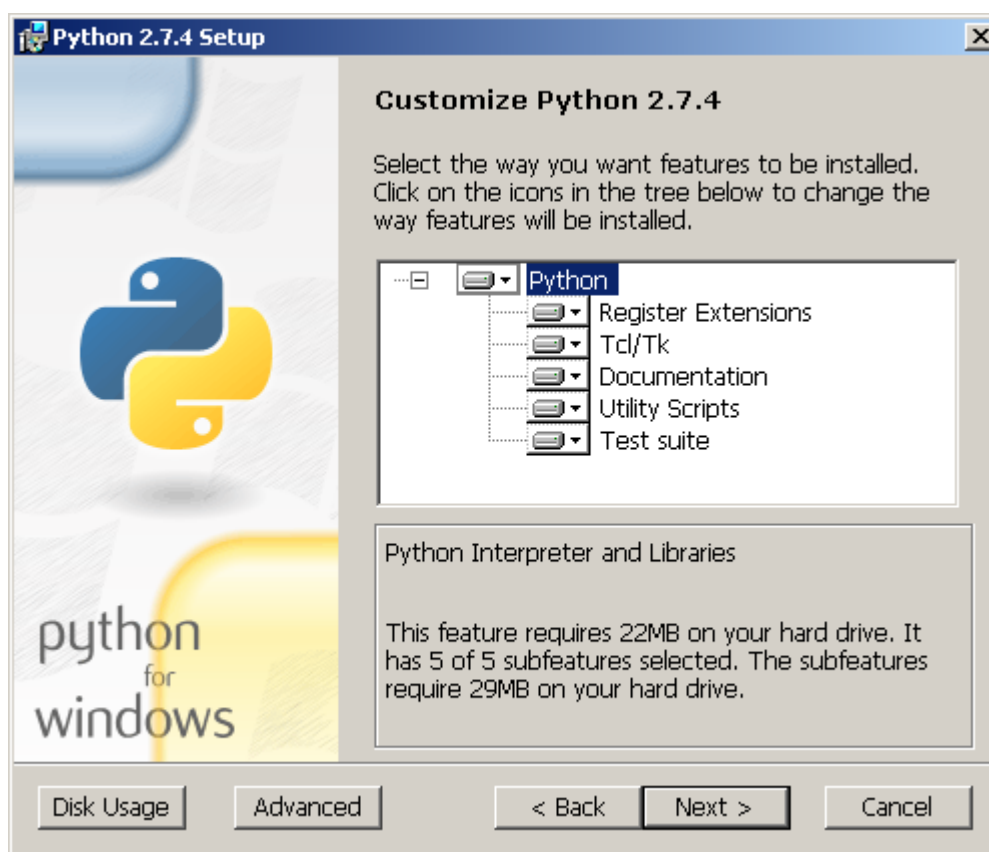 Python 2.7.4 Setup
Customize Python 2.7.4
Select the way you want features to be installed.
Click on the icons in the tree below to change the
way features will be installed.
Python
Register Extensions
Tcl/Tk
Documentation
Utility Scripts
Test suite
Python Interpreter and Libraries
This feature requires 22MB on your hard drive. It
has 5 of 5 subfeatures selected. The subfeatures
require 29MB on your hard drive.
python
for
windows
Disk Usage
Advanced
< Back
Next >
Cancel